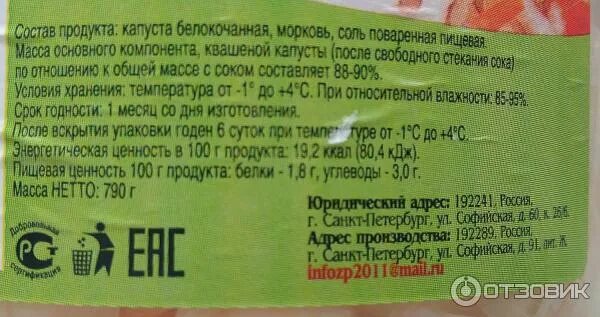 Состав продукта: капуста белокочанная, морковь, соль поваренная пищевая.
Масса основного компонента, квашеной капусты (после свободного стекания сока)
по отношению к общей массе с соком составляет 88-90%.
Условия хранения: температура от -1° до +4°С. При относительной влажности: 85-95%.
Срок годности: 1 месяц со дня изготовления.
После вскрытия упаковки годен 6 суток при температуре от -1°С до +4°С.
Энергетическая ценность в 100 г продукта: 19,2 ккал (80,4 кДж).
Пищевая ценность 100 г продукта: белки - 1,8 г, углеводы - 3,0 г.
Масса НЕТТО: 790 г
Юридический адрес: 192241, Россия,
г. Санкт-Петербург, ул. Софийская, д. 60, к. 26/б.
Адрес производства: 192289, Россия,
г. Санкт-Петербург, ул. Софийская, д. 91, лит. Ж
infozp2011@mail.ru
Добровольная
РСТ
сертификация
ЕАС
ОТЗОВИК